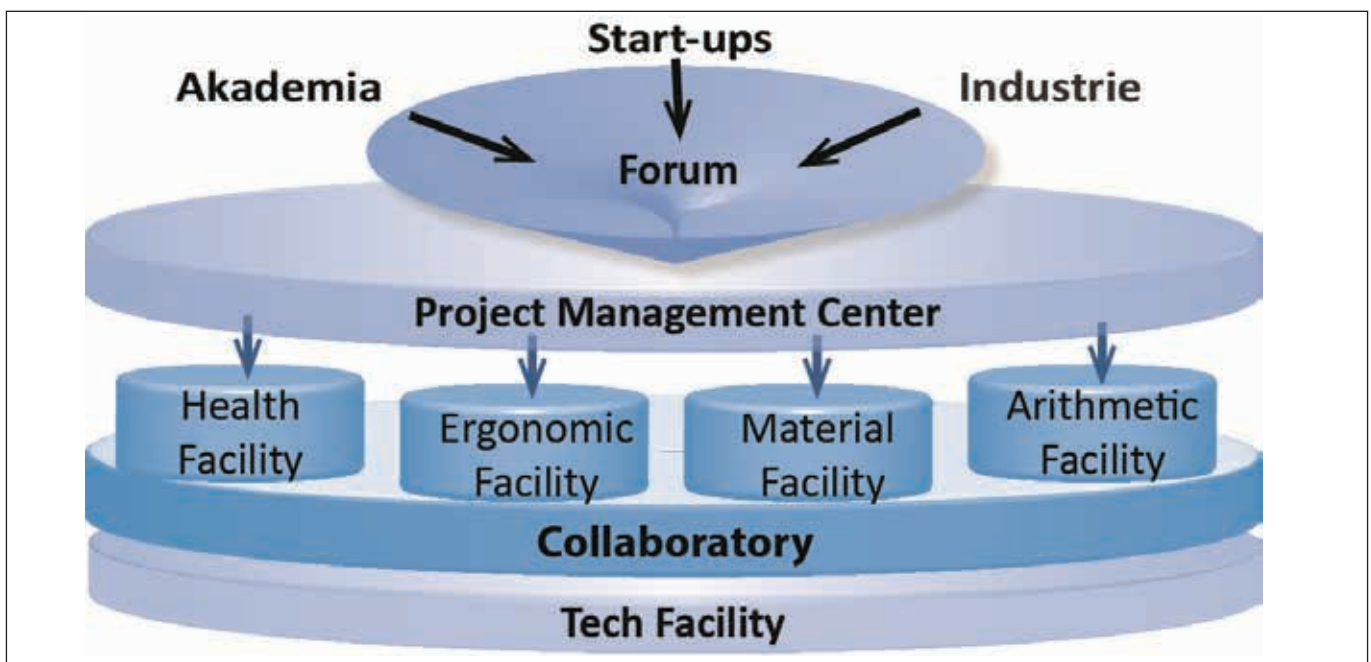 Start-ups
Akademia
Industrie
Forum
Project Management Center
Health
Facility
Ergonomic
Facility
Material
Facility
Arithmetic
Facility
Collaboratory
Tech Facility